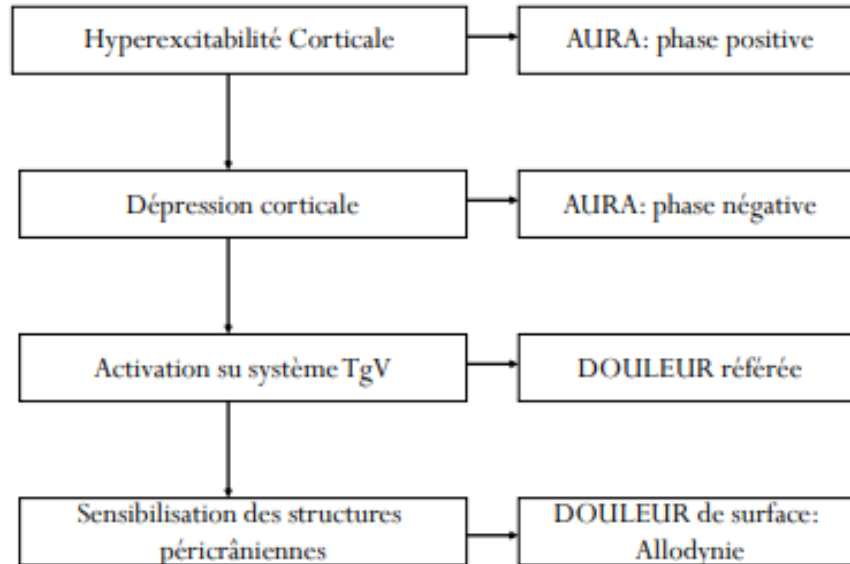 Hyperexcitabilité Corticale
AURA: phase positive
Dépression corticale
AURA: phase négative
Activation su système TgV
DOULEUR référée
Sensibilisation des structures
péricrâniennes
DOULEUR de surface:
Allodynie